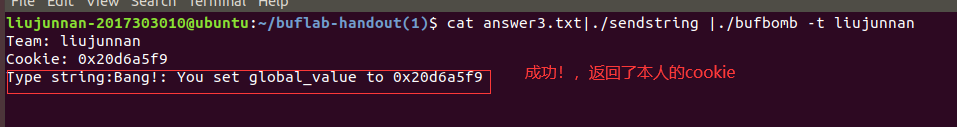 File Edit View Search Terminal Help
liujunnan-2017303010@ubuntu:~/buflab-handout(1)$ cat answer3.txt|./sendstring |./bufbomb -t liujunnan
Team: liujunnan
Cookie: 0x20d6a5f9
Type string:Bang!: You set global_value to 0x20d6a5f9
成功!，返回了本人的cookie